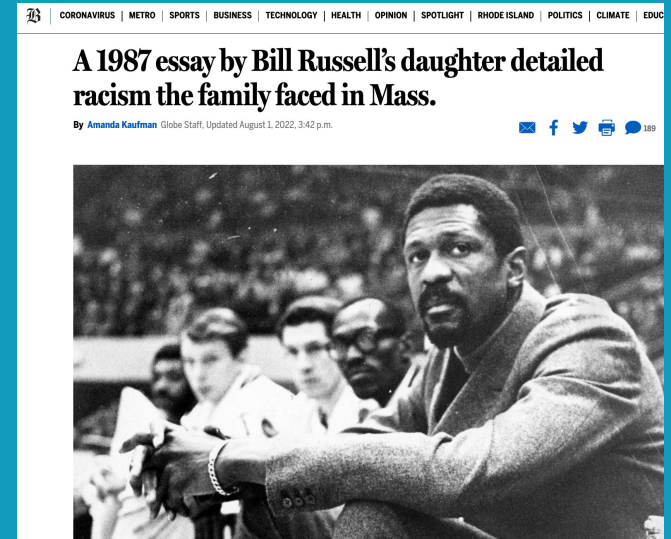 B
CORONAVIRUS | METRO | SPORTS | BUSINESS | TECHNOLOGY | HEALTH | OPINION | SPOTLIGHT | RHODE ISLAND | POLITICS | CLIMATE | EDUC
A 1987 essay by Bill Russell's daughter detailed
racism the family faced in Mass.
By Amanda Kaufman Globe Staff, Updated August 1, 2022, 3:42 p.m.
189